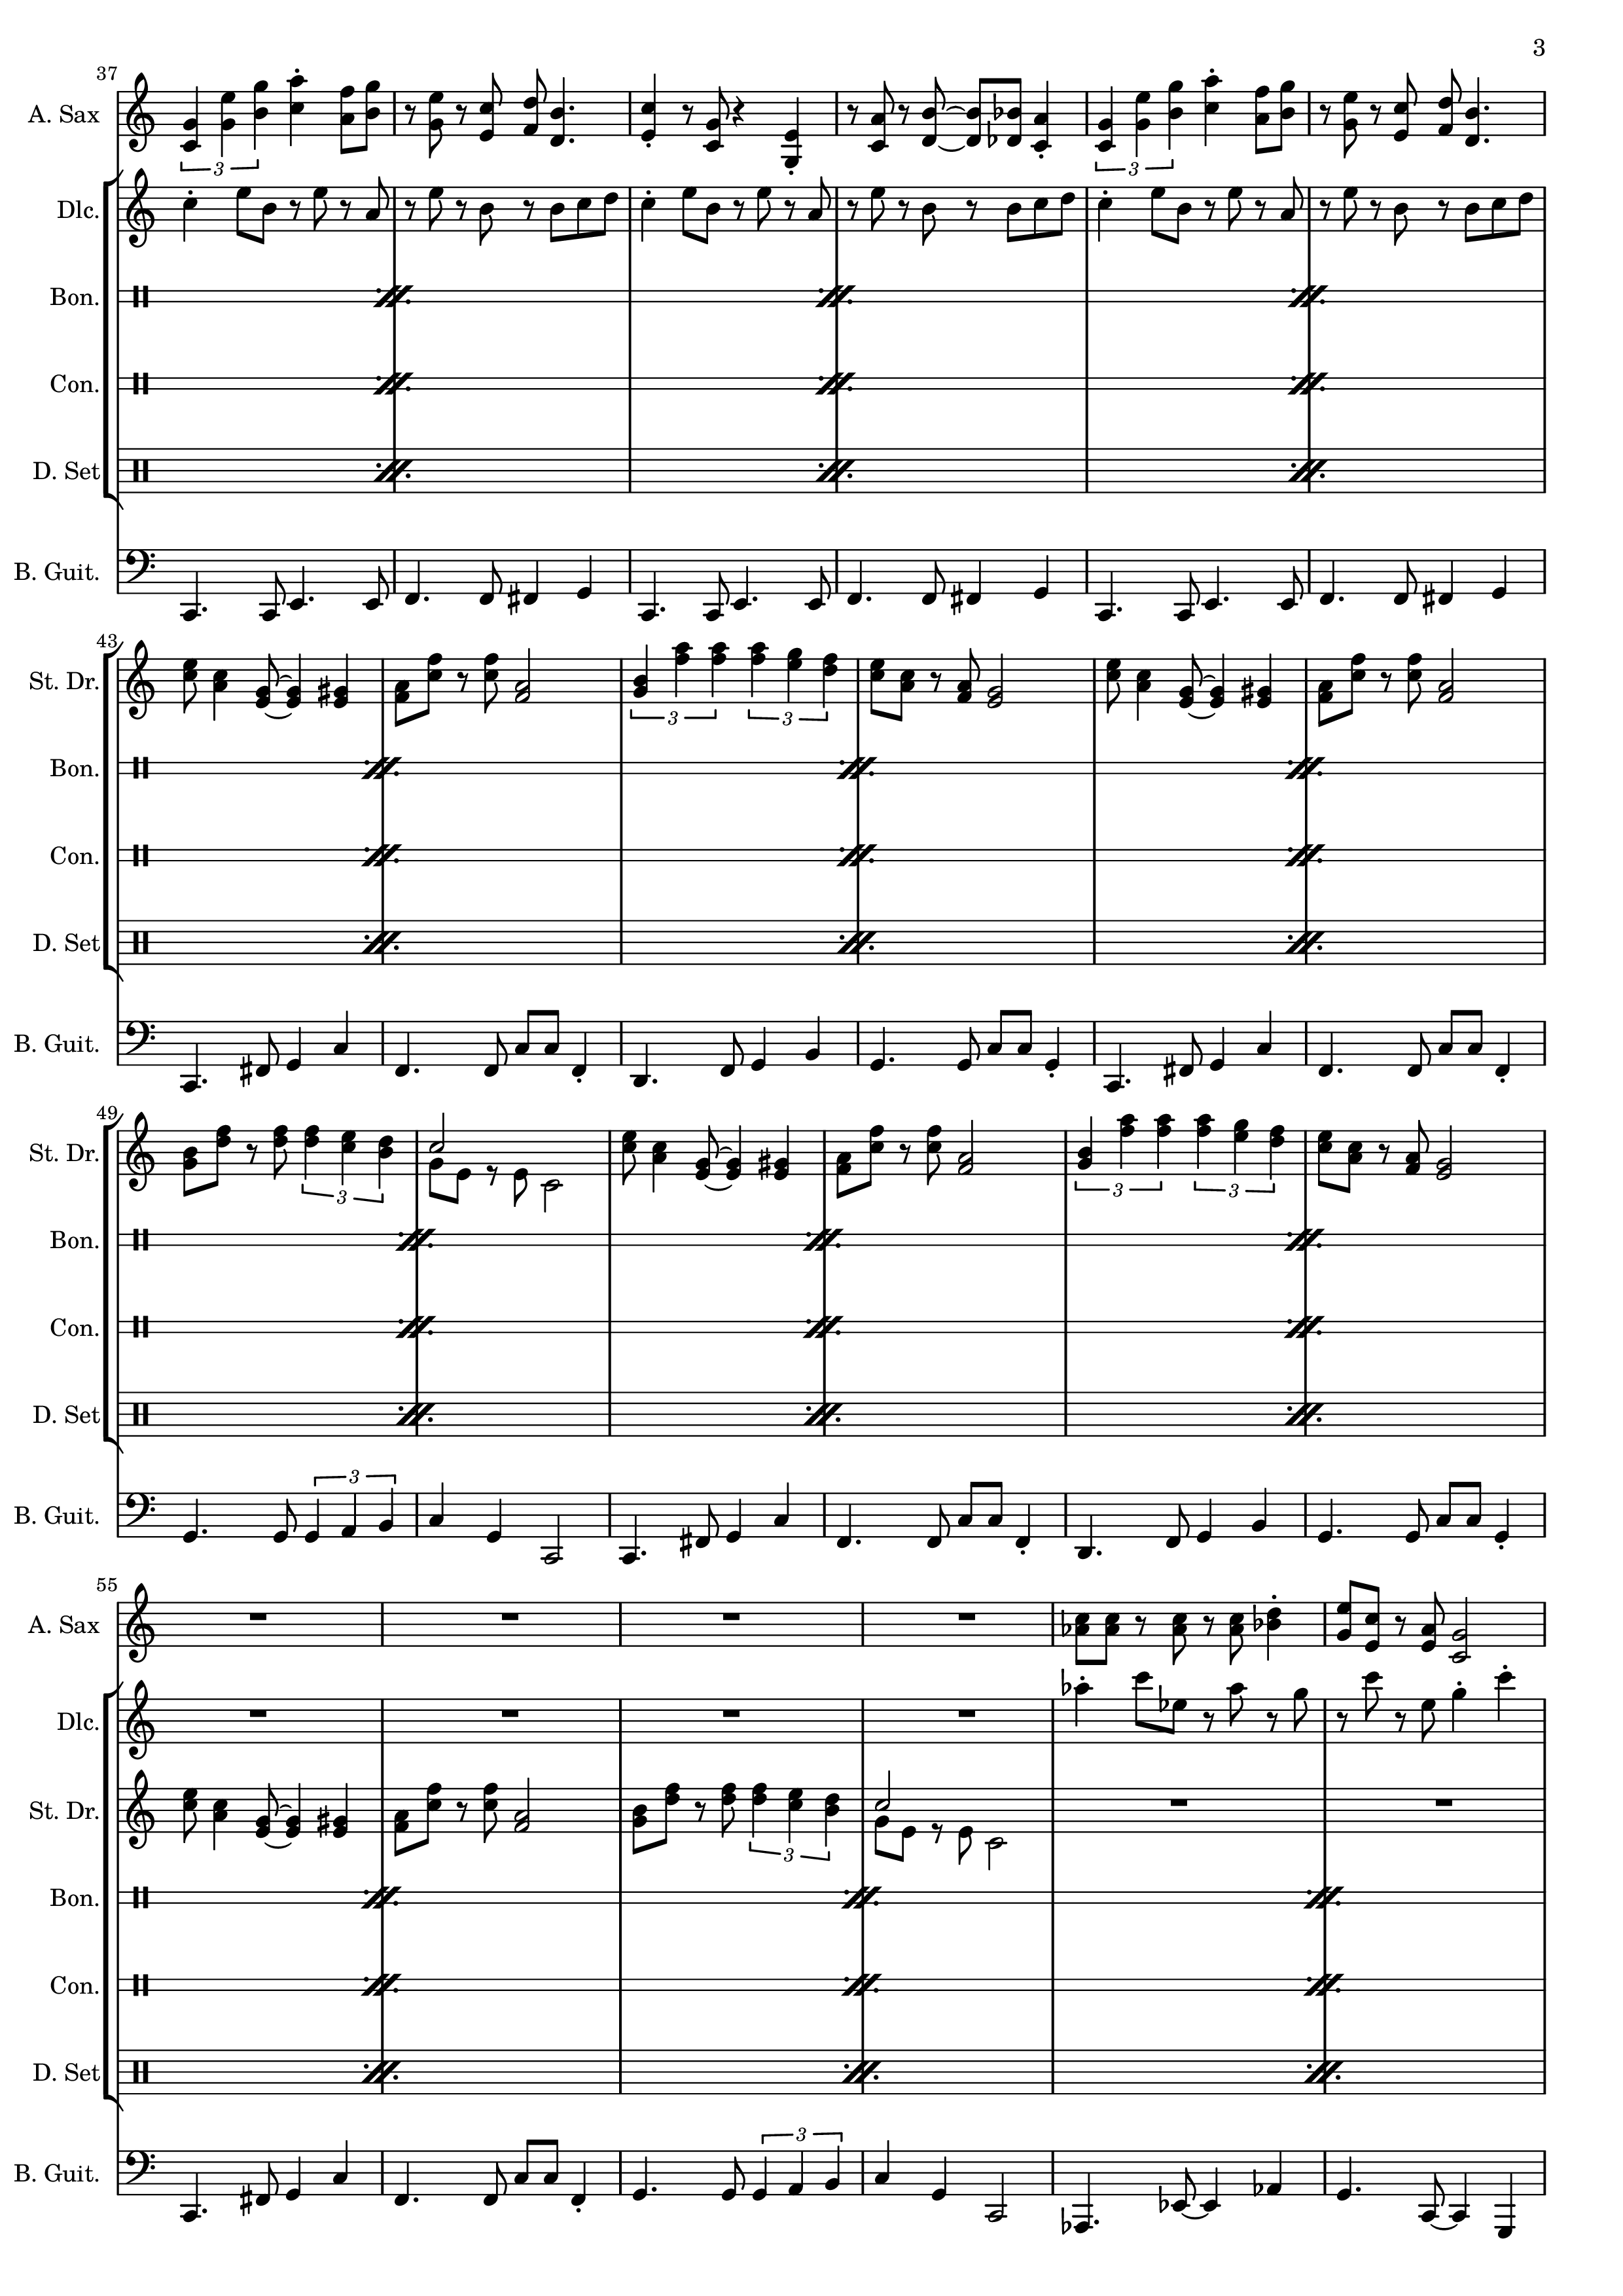 3
37
A. Sax
3
3
Dlc.
Bon.
Con.
D. Set
B. Guit.
43
St. Dr.
3
3
Bon.
Con.
D. Set
B. Guit.
49
St. Dr.
3
3
3
Bon.
Con.
D. Set
3
B. Guit.
55
A. Sax
Dlc.
St. Dr.
3
Bon.
Con.
D. Set
3
B. Guit.